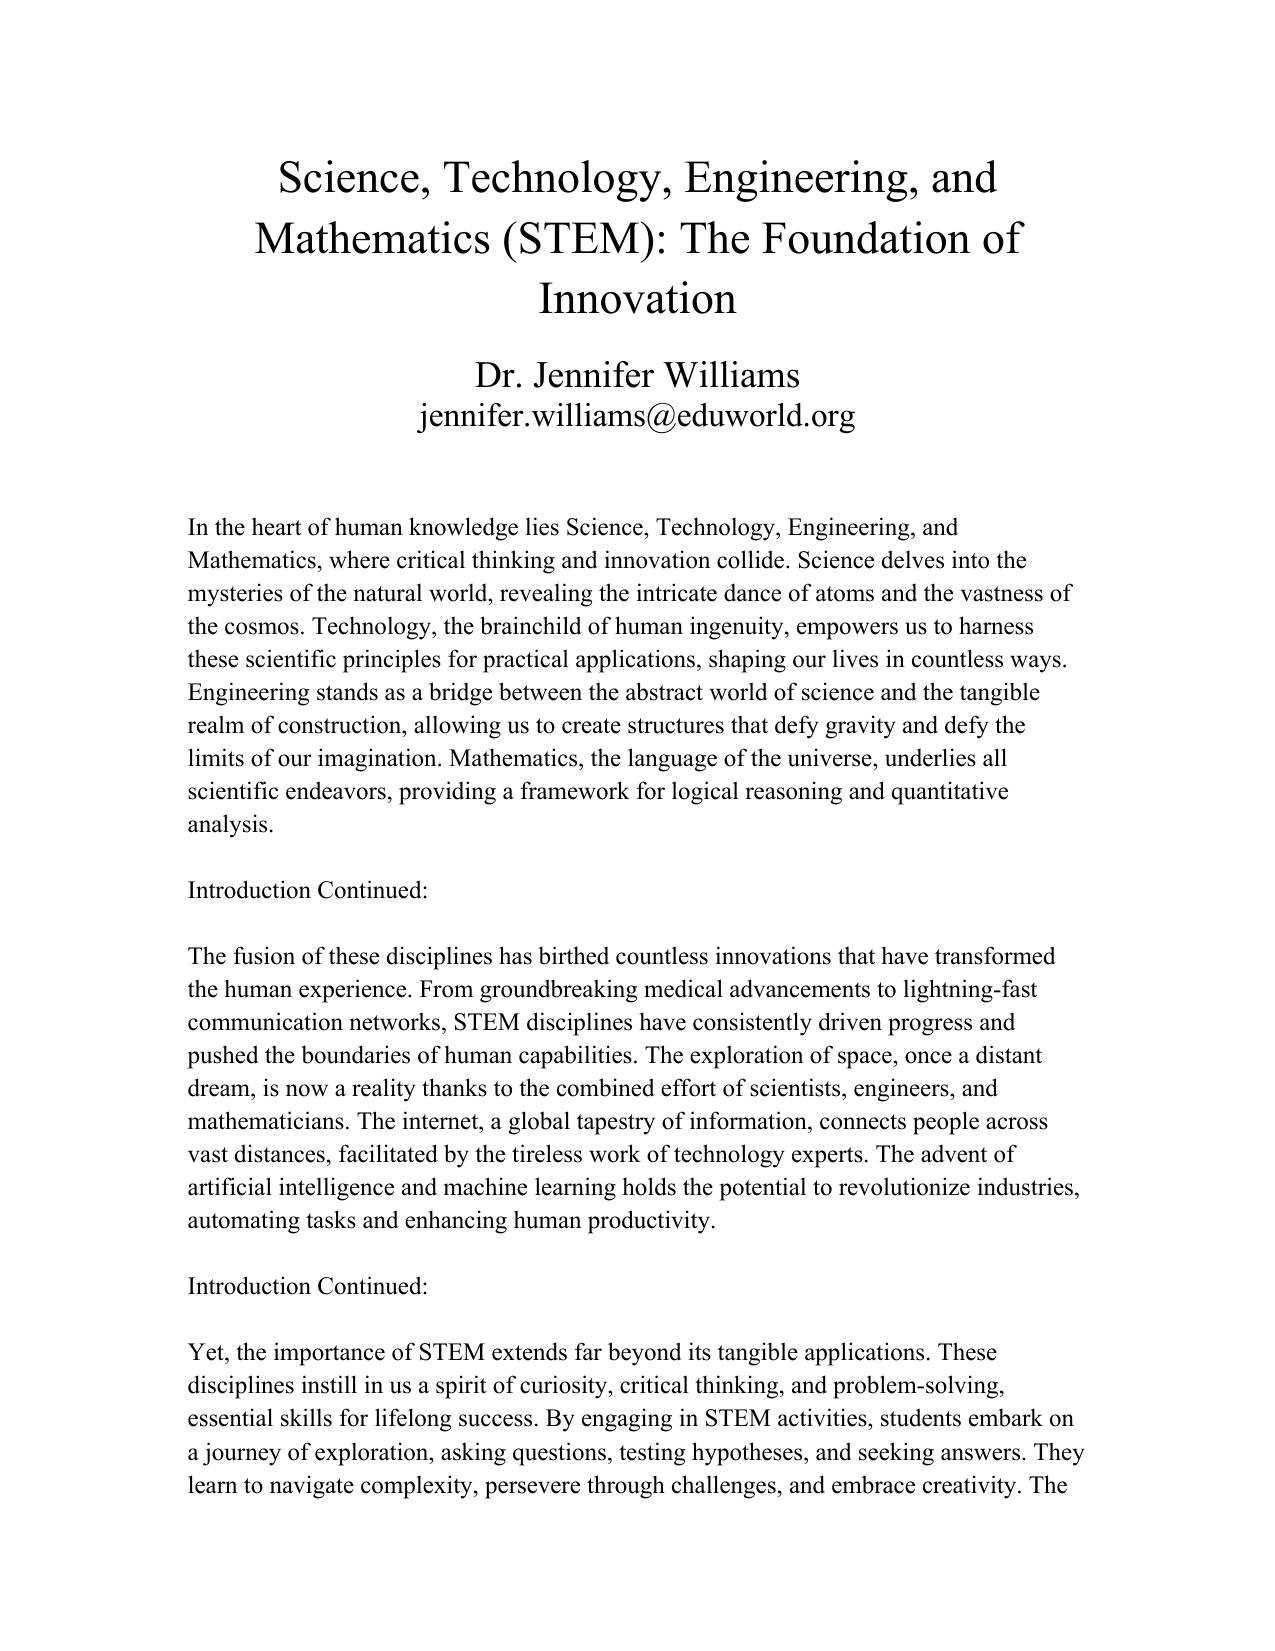 Science, Technology, Engineering, and
Mathematics (STEM): The Foundation of
Innovation
Dr. Jennifer Williams
jennifer.williams@eduworld.org
In the heart of human knowledge lies Science, Technology, Engineering, and
Mathematics, where critical thinking and innovation collide. Science delves into the
mysteries of the natural world, revealing the intricate dance of atoms and the vastness of
the cosmos. Technology, the brainchild of human ingenuity, empowers us to harness
these scientific principles for practical applications, shaping our lives in countless ways.
Engineering stands as a bridge between the abstract world of science and the tangible
realm of construction, allowing us to create structures that defy gravity and defy the
limits of our imagination. Mathematics, the language of the universe, underlies all
scientific endeavors, providing a framework for logical reasoning and quantitative
analysis.
Introduction Continued:
The fusion of these disciplines has birthed countless innovations that have transformed
the human experience. From groundbreaking medical advancements to lightning-fast
communication networks, STEM disciplines have consistently driven progress and
pushed the boundaries of human capabilities. The exploration of space, once a distant
dream, is now a reality thanks to the combined effort of scientists, engineers, and
mathematicians. The internet, a global tapestry of information, connects people across
vast distances, facilitated by the tireless work of technology experts. The advent of
artificial intelligence and machine learning holds the potential to revolutionize industries,
automating tasks and enhancing human productivity.
Introduction Continued:
Yet, the importance of STEM extends far beyond its tangible applications. These
disciplines instill in us a spirit of curiosity, critical thinking, and problem-solving,
essential skills for lifelong success. By engaging in STEM activities, students embark on
a journey of exploration, asking questions, testing hypotheses, and seeking answers. They
learn to navigate complexity, persevere through challenges, and embrace creativity. The